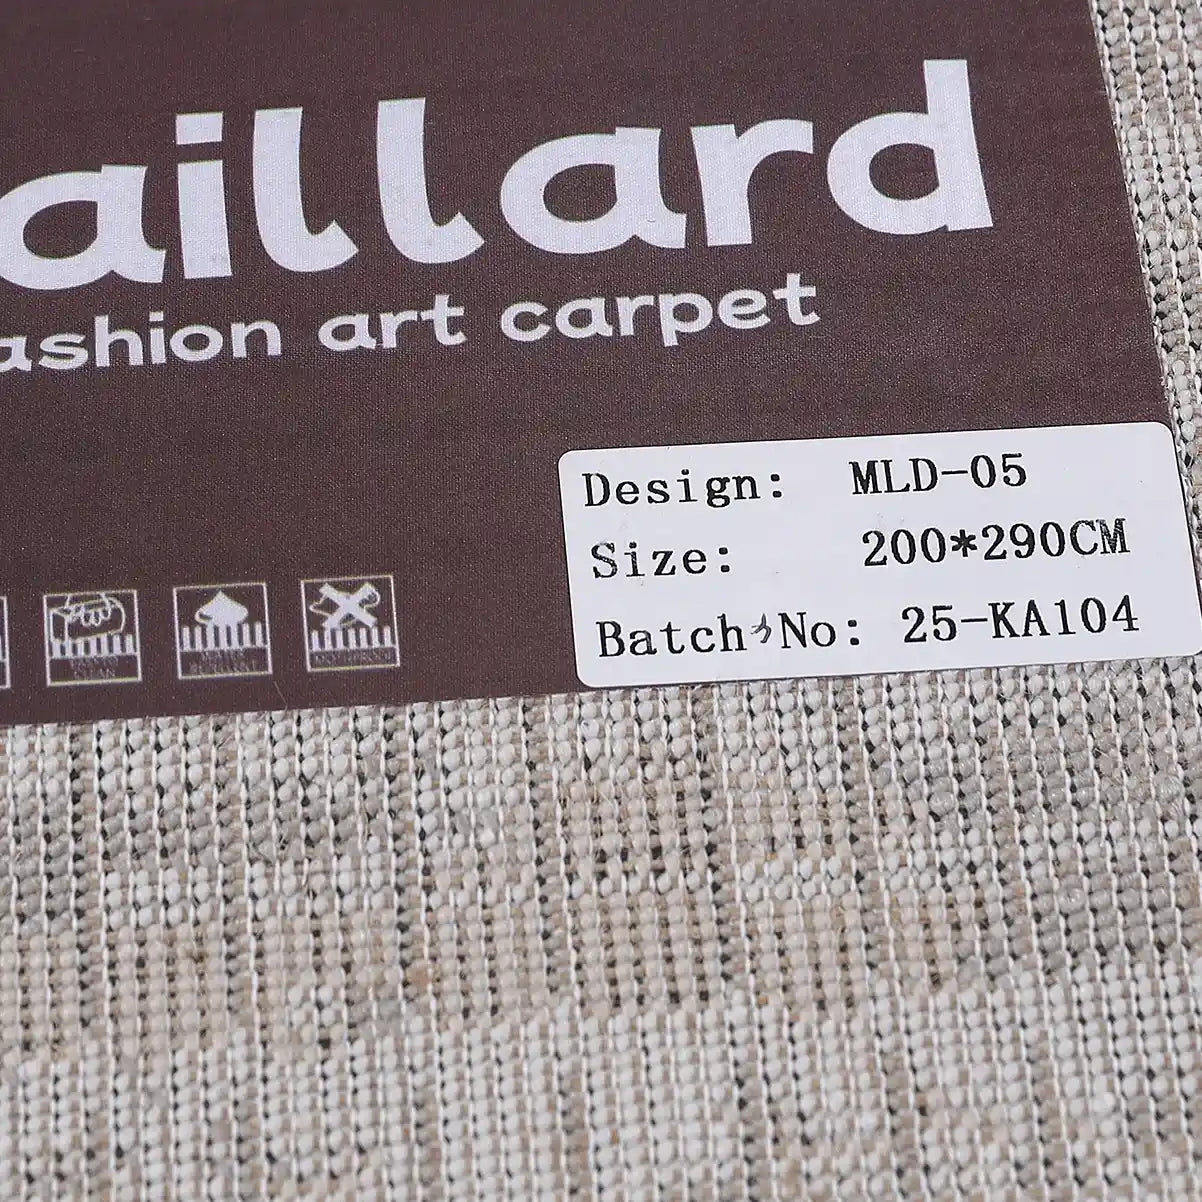 aillard
ashion art carpet
Design: MLD-05
Size: 200*290CM
Batch No: 25-KA104